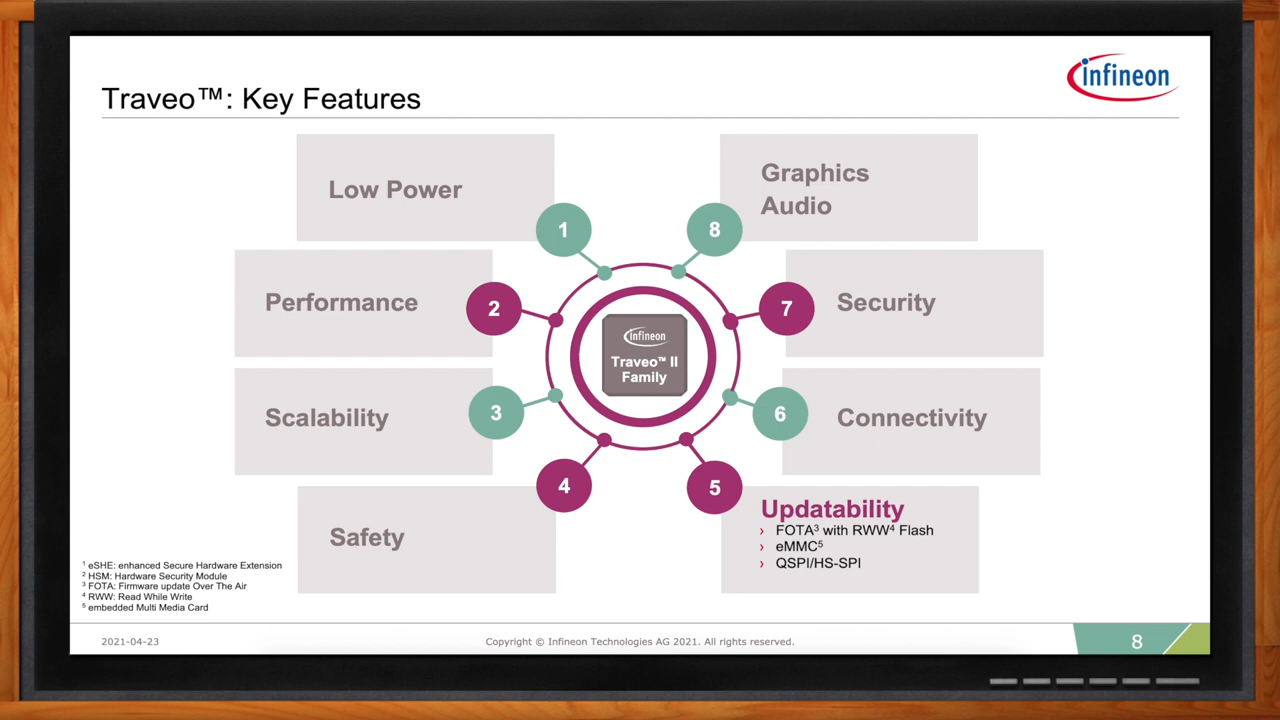 Traveo™: Key Features
infineon
Low Power
1
Performance
2
Scalability
3
Safety
4
Graphics
Audio
8
Security
7
Connectivity
6
5
Updatability
› FOTA³ with RWW⁴ Flash
› eMMC⁵
› QSPI/HS-SPI
infineon
Traveo™ II
Family
¹ eSHE: enhanced Secure Hardware Extension
² HSM: Hardware Security Module
³ FOTA: Firmware update Over The Air
⁴ RWW: Read While Write
⁵ embedded Multi Media Card
2021-04-23
Copyright © Infineon Technologies AG 2021. All rights reserved.
8